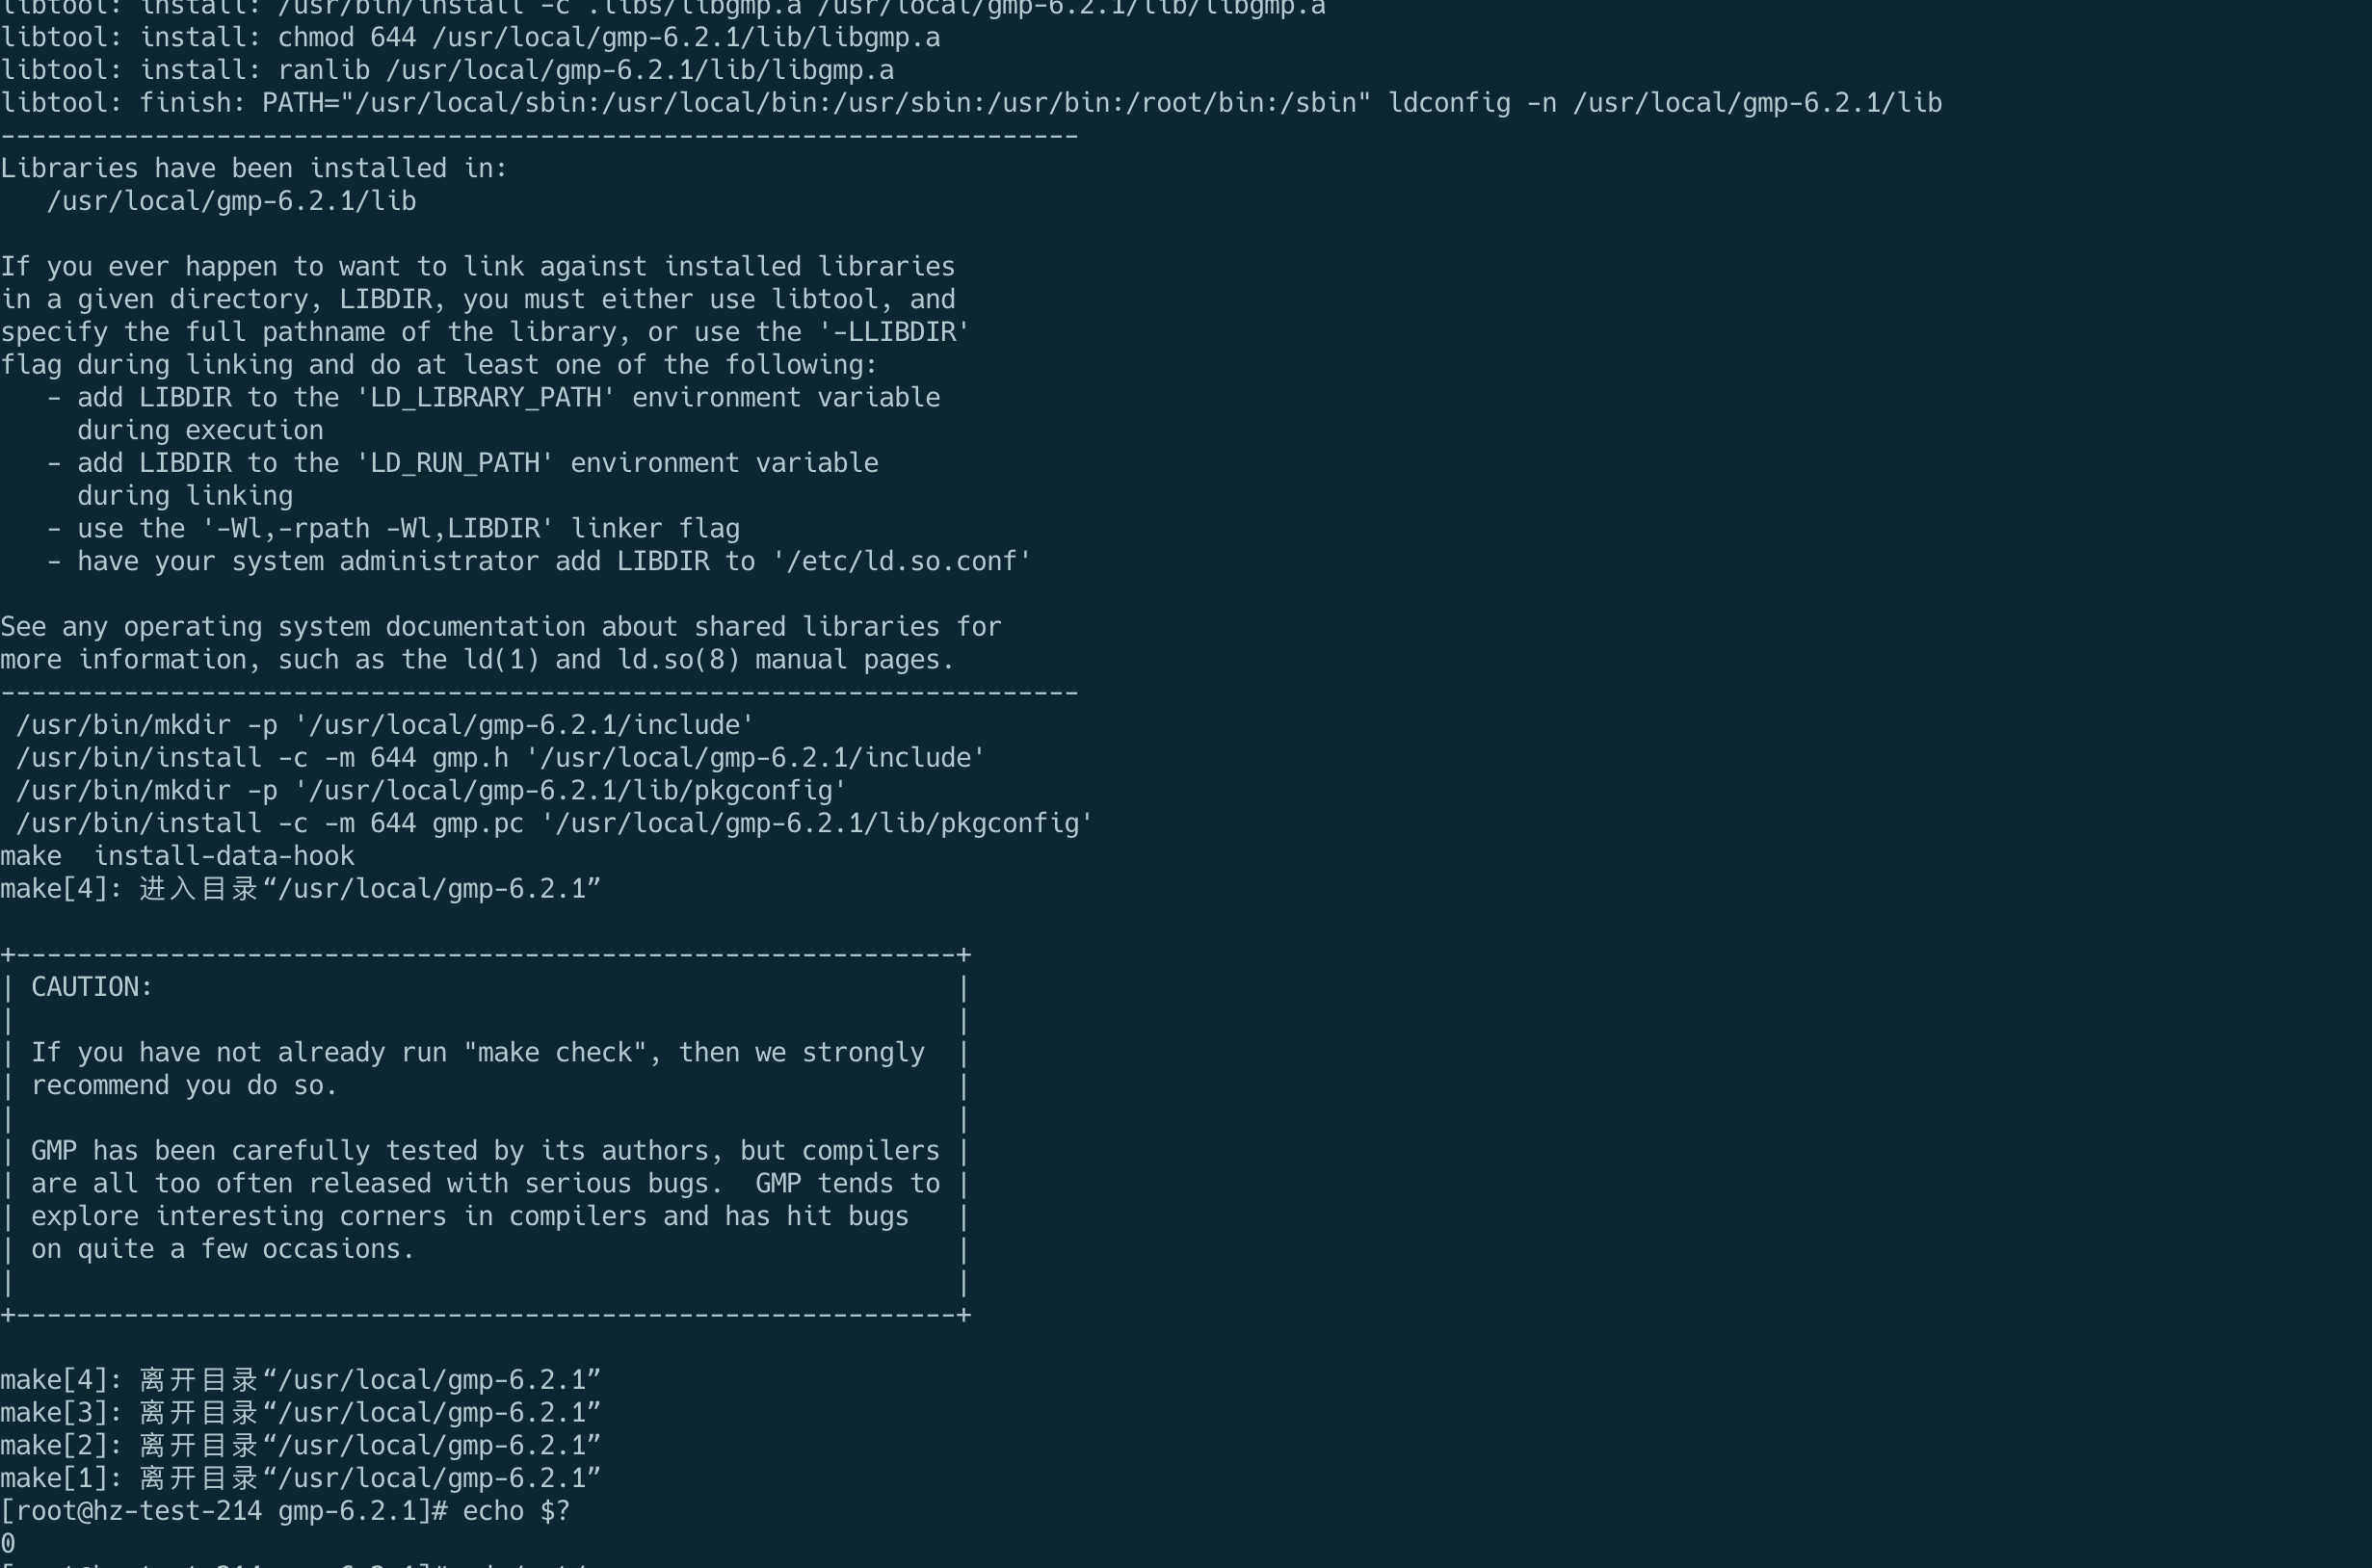 libtool: install: /usr/bin/install -c .libs/libgmp.a /usr/local/gmp-6.2.1/lib/libgmp.a
libtool: install: chmod 644 /usr/local/gmp-6.2.1/lib/libgmp.a
libtool: install: ranlib /usr/local/gmp-6.2.1/lib/libgmp.a
libtool: finish: PATH="/usr/local/sbin:/usr/local/bin:/usr/sbin:/usr/bin:/root/bin:/sbin" ldconfig -n /usr/local/gmp-6.2.1/lib
----------------------------------------------------------------------
Libraries have been installed in:
   /usr/local/gmp-6.2.1/lib

If you ever happen to want to link against installed libraries
in a given directory, LIBDIR, you must either use libtool, and
specify the full pathname of the library, or use the '-LLIBDIR'
flag during linking and do at least one of the following:
   - add LIBDIR to the 'LD_LIBRARY_PATH' environment variable
     during execution
   - add LIBDIR to the 'LD_RUN_PATH' environment variable
     during linking
   - use the '-Wl,-rpath -Wl,LIBDIR' linker flag
   - have your system administrator add LIBDIR to '/etc/ld.so.conf'

See any operating system documentation about shared libraries for
more information, such as the ld(1) and ld.so(8) manual pages.
----------------------------------------------------------------------
 /usr/bin/mkdir -p '/usr/local/gmp-6.2.1/include'
 /usr/bin/install -c -m 644 gmp.h '/usr/local/gmp-6.2.1/include'
 /usr/bin/mkdir -p '/usr/local/gmp-6.2.1/lib/pkgconfig'
 /usr/bin/install -c -m 644 gmp.pc '/usr/local/gmp-6.2.1/lib/pkgconfig'
make  install-data-hook
make[4]: 进入目录“/usr/local/gmp-6.2.1”

+-------------------------------------------------------------+
| CAUTION:                                                    |
|                                                             |
| If you have not already run "make check", then we strongly  |
| recommend you do so.                                        |
|                                                             |
| GMP has been carefully tested by its authors, but compilers |
| are all too often released with serious bugs.  GMP tends to |
| explore interesting corners in compilers and has hit bugs   |
| on quite a few occasions.                                   |
|                                                             |
+-------------------------------------------------------------+

make[4]: 离开目录“/usr/local/gmp-6.2.1”
make[3]: 离开目录“/usr/local/gmp-6.2.1”
make[2]: 离开目录“/usr/local/gmp-6.2.1”
make[1]: 离开目录“/usr/local/gmp-6.2.1”
[root@hz-test-214 gmp-6.2.1]# echo $?
0